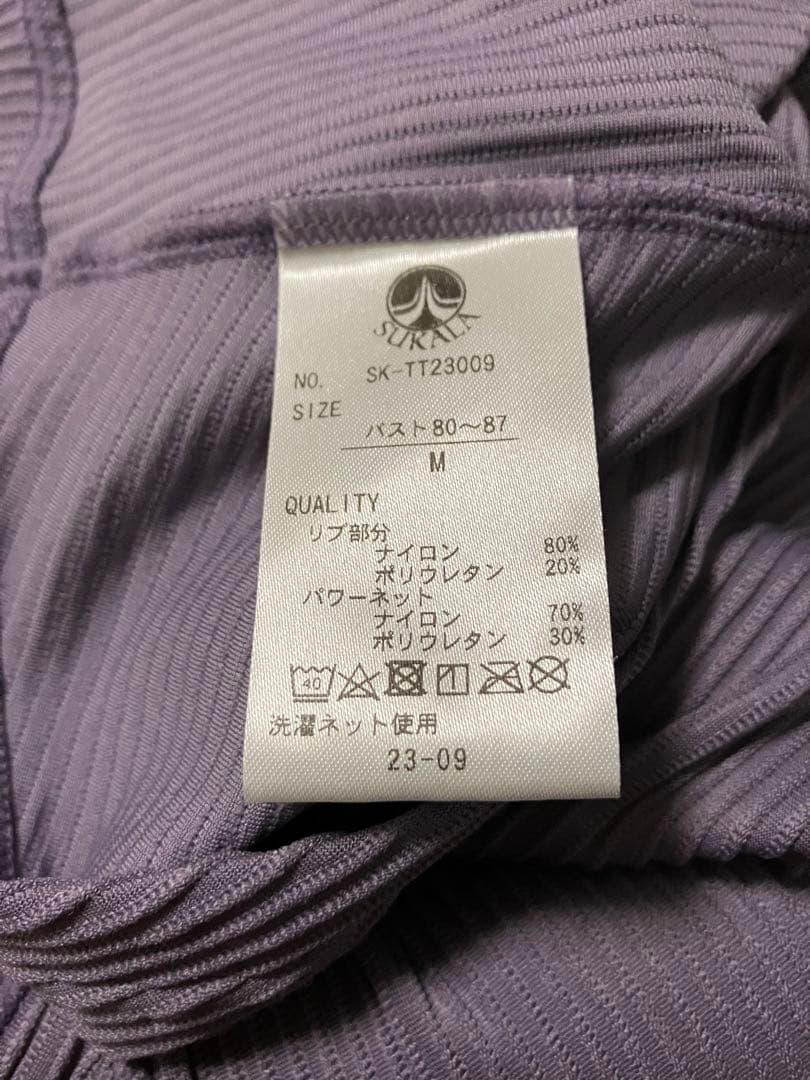 SUKALA
NO. SK-TT23009
SIZE
バスト80～87
M
QUALITY
リブ部分
ナイロン 80%
ポリウレタン 20%
パワーネット
ナイロン 70%
ポリウレタン 30%
40
洗濯ネット使用
23-09